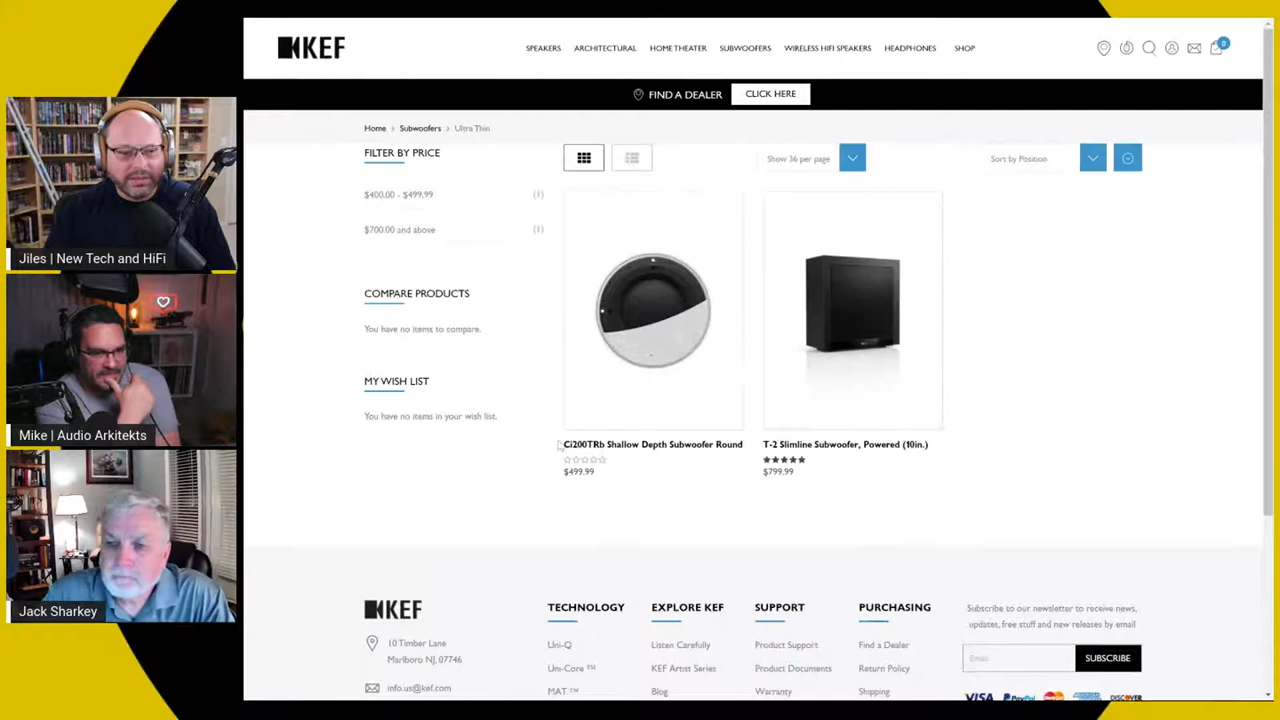 KEF
SPEAKERS ARCHITECTURAL HOME THEATER SUBWOOFERS WIRELESS HIFI SPEAKERS HEADPHONES SHOP
0
FIND A DEALER CLICK HERE
Home > Subwoofers > Ultra Thin
FILTER BY PRICE
Show 36 per page
Sort by Position
$400.00 - $499.99 (1)
$700.00 and above (1)
COMPARE PRODUCTS
You have no items to compare.
MY WISH LIST
You have no items in your wish list.
Ci200TRb Shallow Depth Subwoofer Round
$499.99
T-2 Slimline Subwoofer, Powered (10in.)
$799.99
Jiles | New Tech and HiFi
Mike | Audio Arkitekts
Jack Sharkey
KEF
10 Timber Lane
Marlboro NJ, 07746
info.us@kef.com
TECHNOLOGY
Uni-Q
Uni-Core ™
MAT ™
EXPLORE KEF
Listen Carefully
KEF Artist Series
Blog
SUPPORT
Product Support
Product Documents
Warranty
PURCHASING
Find a Dealer
Return Policy
Shipping
Subscribe to our newsletter to receive news,
updates, free stuff and new releases by email
Email SUBSCRIBE
VISA PayPal DISCOVER